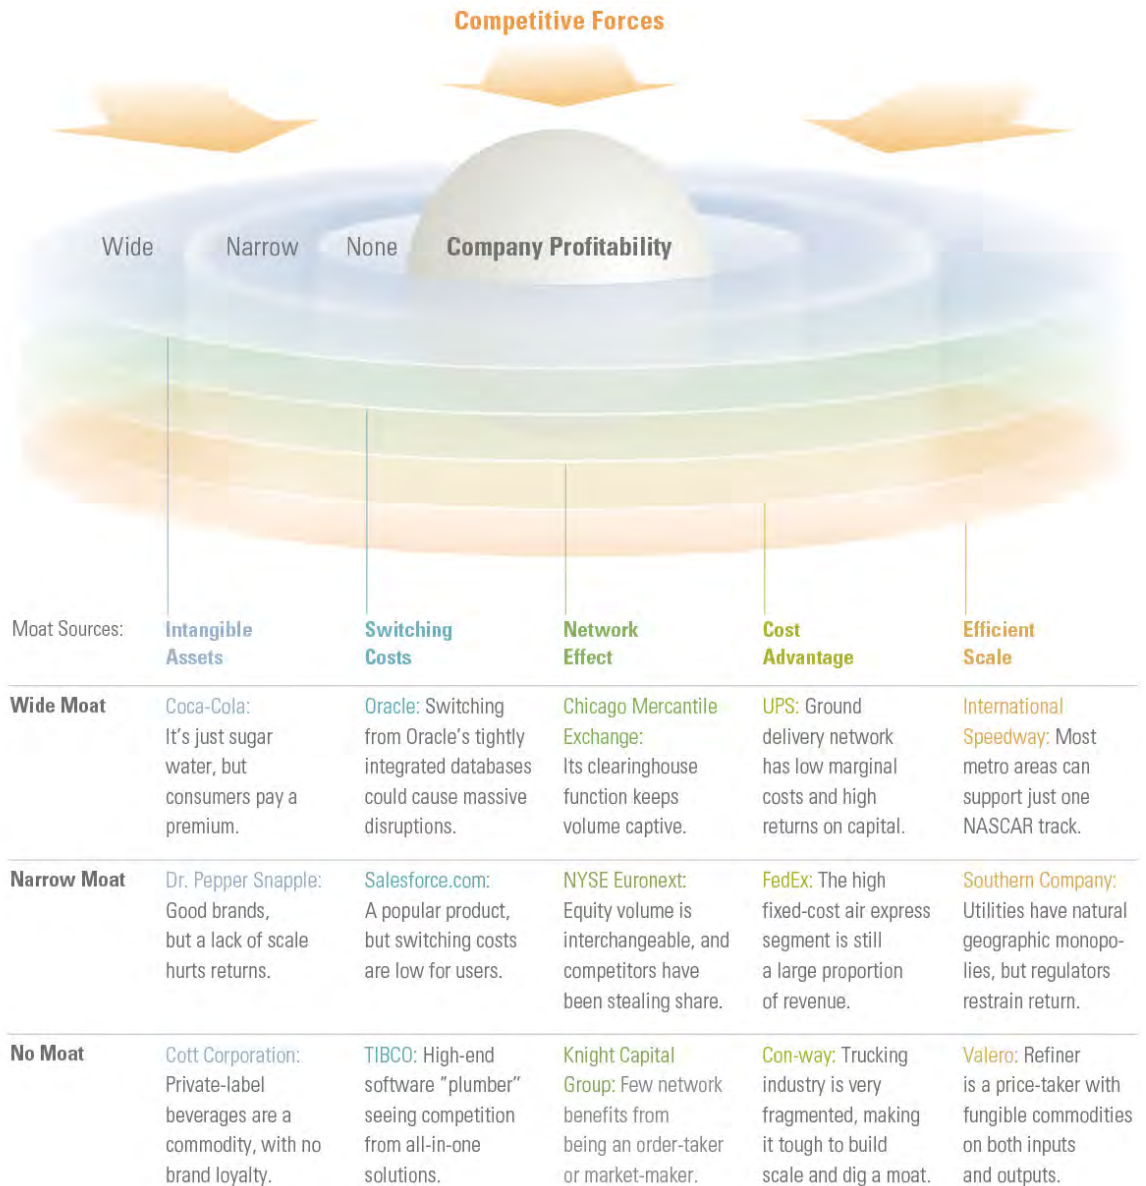 Competitive Forces
Wide
Narrow
None
Company Profitability
Moat Sources:
Intangible
Assets
Switching
Costs
Network
Effect
Cost
Advantage
Efficient
Scale
Wide Moat
Coca-Cola:
It's just sugar
water, but
consumers pay a
premium.
Oracle: Switching
from Oracle's tightly
integrated databases
could cause massive
disruptions.
Chicago Mercantile
Exchange:
Its clearinghouse
function keeps
volume captive.
UPS: Ground
delivery network
has low marginal
costs and high
returns on capital.
International
Speedway: Most
metro areas can
support just one
NASCAR track.
Narrow Moat
Dr. Pepper Snapple:
Good brands,
but a lack of scale
hurts returns.
Salesforce.com:
A popular product,
but switching costs
are low for users.
NYSE Euronext:
Equity volume is
interchangeable, and
competitors have
been stealing share.
FedEx: The high
fixed-cost air express
segment is still
a large proportion
of revenue.
Southern Company:
Utilities have natural
geographic monopo-
lies, but regulators
restrain return.
No Moat
Cott Corporation:
Private-label
beverages are a
commodity, with no
brand loyalty.
TIBCO: High-end
software "plumber"
seeing competition
from all-in-one
solutions.
Knight Capital
Group: Few network
benefits from
being an order-taker
or market-maker.
Con-way: Trucking
industry is very
fragmented, making
it tough to build
scale and dig a moat.
Valero: Refiner
is a price-taker with
fungible commodities
on both inputs
and outputs.